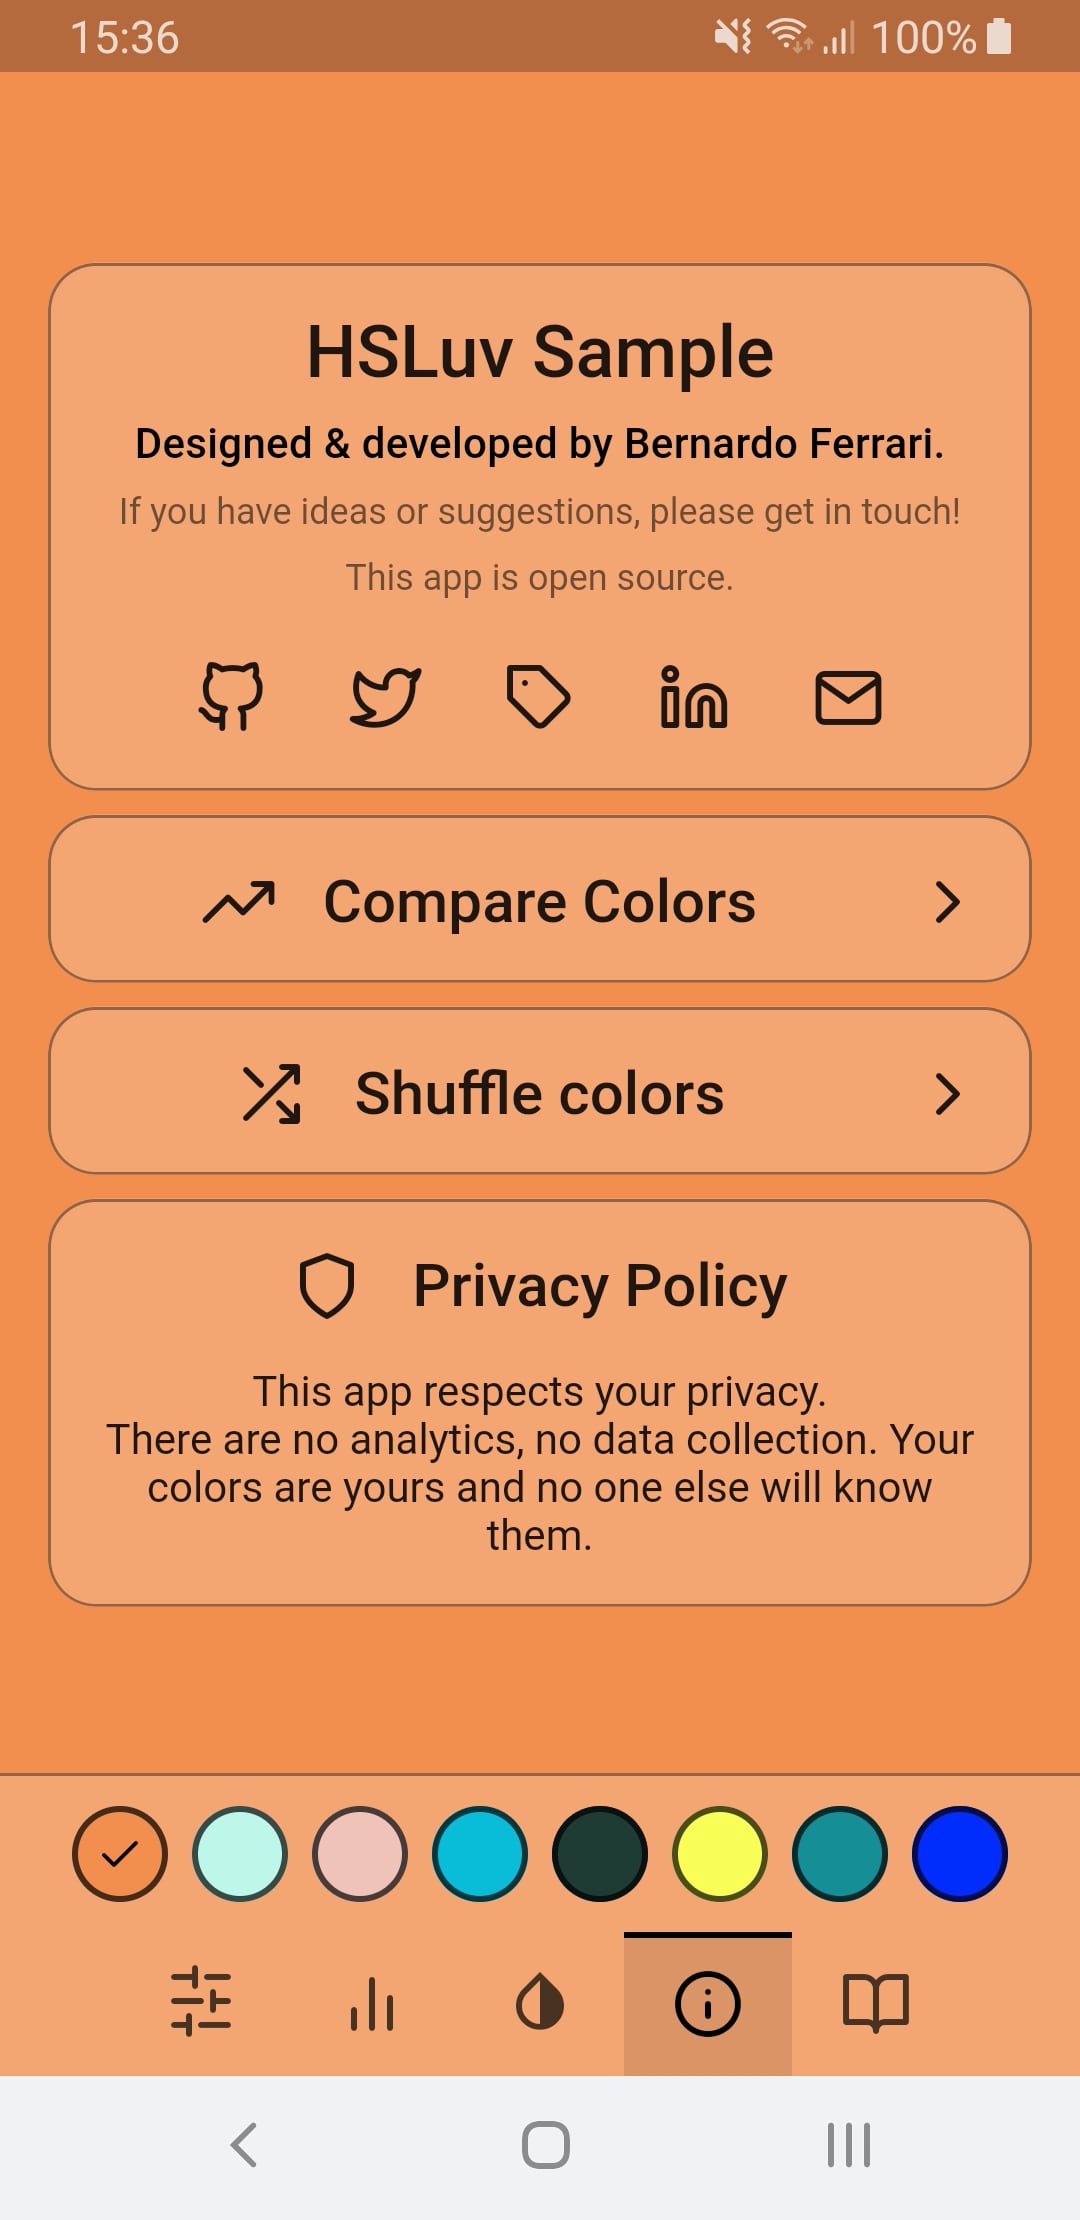 15:36
100%
HSLuv Sample
Designed & developed by Bernardo Ferrari.
If you have ideas or suggestions, please get in touch!
This app is open source.
Compare Colors
Shuffle colors
Privacy Policy
This app respects your privacy.
There are no analytics, no data collection. Your
colors are yours and no one else will know
them.